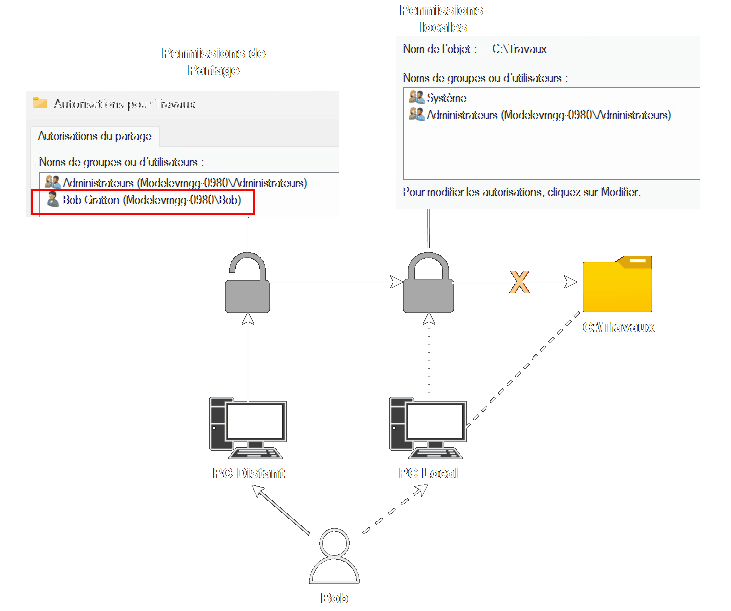 Permissions
locales
Permissions de
Partage
Nom de l'objet : C:\Travaux
Noms de groupes ou d'utilisateurs :
Système
Administrateurs (Modelevmgg-0980\Administrateurs)
Pour modifier les autorisations, cliquez sur Modifier.
Autorisations pour Travaux
Autorisations du partage
Noms de groupes ou d'utilisateurs :
Administrateurs (Modelevmgg-0980\Administrateurs)
Bob Gratton (Modelevmgg-0980\Bob)
X
C:\Travaux
PC Distant
PC Local
Bob